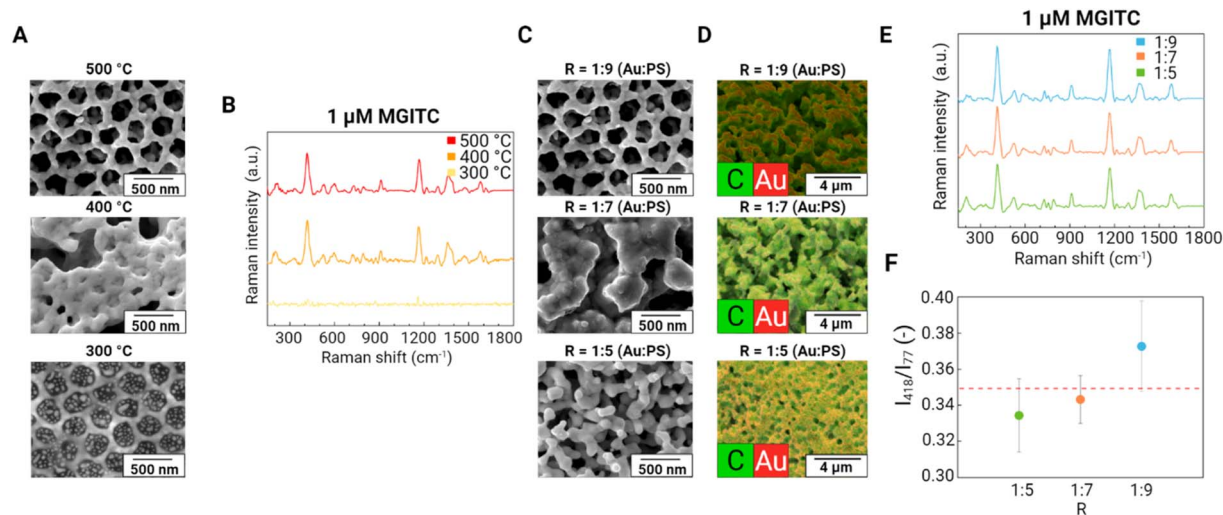 A
500 °C
500 nm
400 °C
500 nm
300 °C
500 nm
B
1 µM MGITC
500 °C
400 °C
300 °C
Raman intensity (a.u.)
300 600 900 1200 1500 1800
Raman shift (cm⁻¹)
C
R = 1:9 (Au:PS)
500 nm
R = 1:7 (Au:PS)
500 nm
R = 1:5 (Au:PS)
500 nm
D
R = 1:9 (Au:PS)
C Au
4 µm
R = 1:7 (Au:PS)
C Au
4 µm
R = 1:5 (Au:PS)
C Au
4 µm
E
1 µM MGITC
1:9
1:7
1:5
Raman intensity (a.u.)
300 600 900 1200 1500 1800
Raman shift (cm⁻¹)
F
0.40
0.38
0.36
0.34
0.32
0.30
I₄₁₈/I₇₇ (-)
1:5 1:7 1:9
R